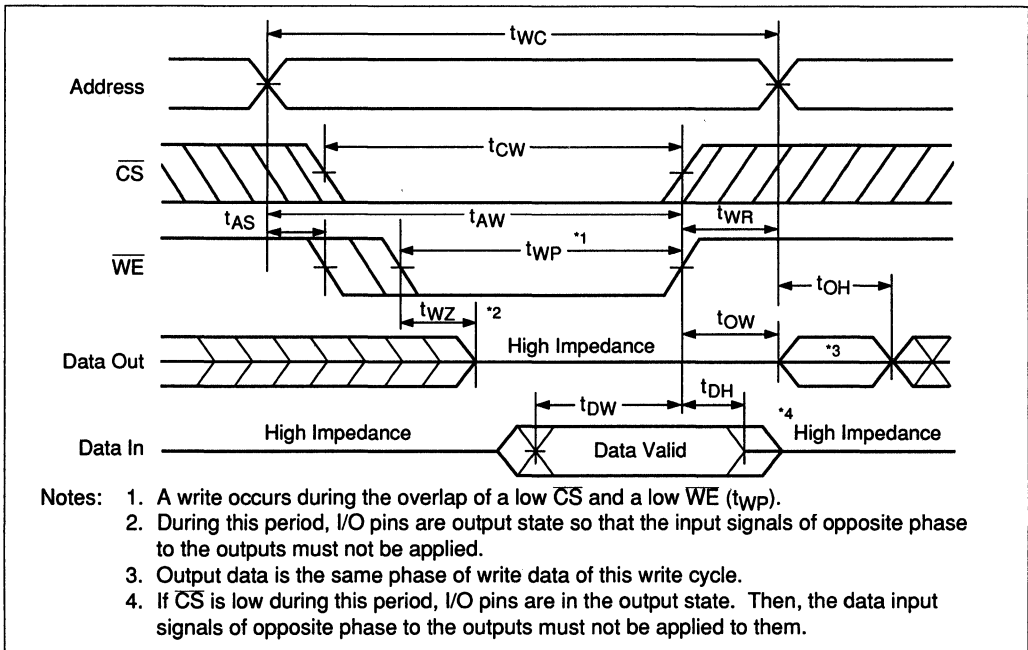 tWC
Address
tCW
C̅S̅
tAS
tAW
tWR
W̅E̅
tWP *1
tOH
tWZ *2
tOW
High Impedance
*3
Data Out
tDW
tDH
*4
High Impedance
Data Valid
High Impedance
Data In
Notes: 1. A write occurs during the overlap of a low C̅S̅ and a low W̅E̅ (tWP).
2. During this period, I/O pins are output state so that the input signals of opposite phase
to the outputs must not be applied.
3. Output data is the same phase of write data of this write cycle.
4. If C̅S̅ is low during this period, I/O pins are in the output state. Then, the data input
signals of opposite phase to the outputs must not be applied to them.